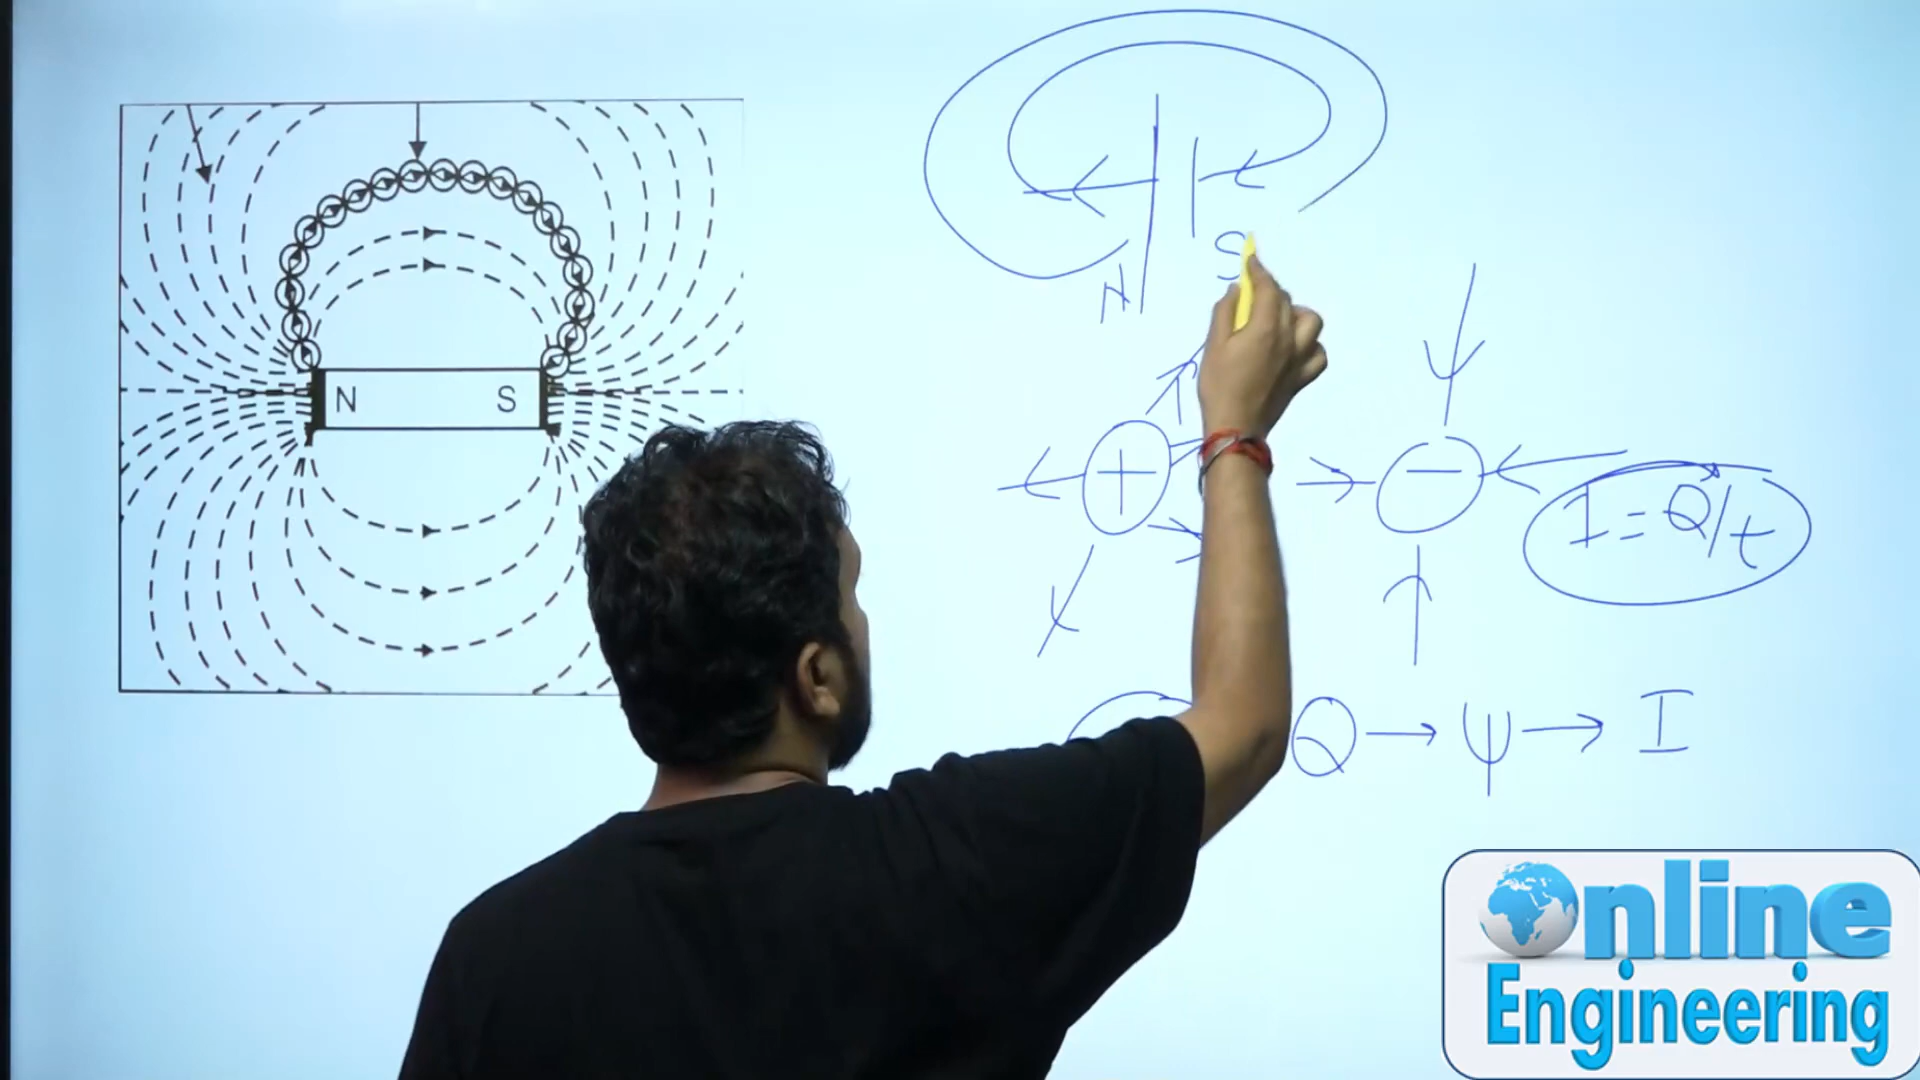 N S
N
S
+
−
I = Q/t
Q → ψ → I
Online
Engineering